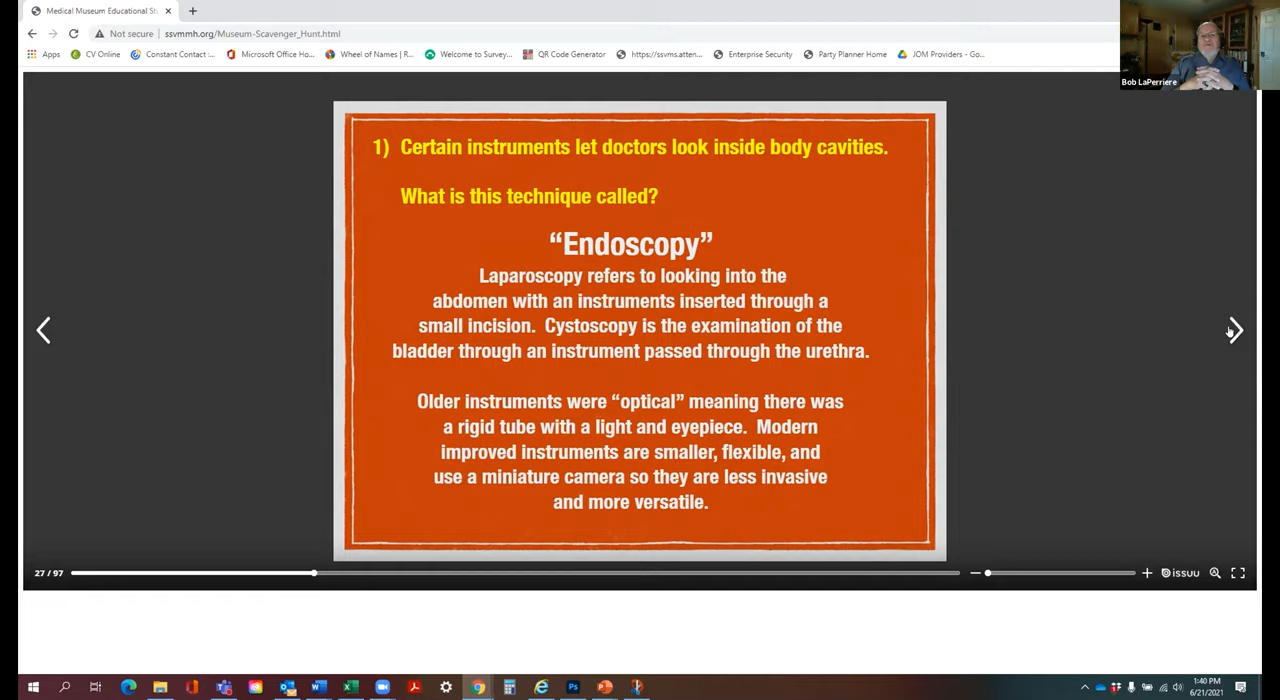 Medical Museum Educational St
Not secure | ssvmmh.org/Museum-Scavenger_Hunt.html
Apps CV Online Constant Contact :... Microsoft Office Ho... Wheel of Names | R... Welcome to Survey... QR Code Generator https://ssvms.atten... Enterprise Security Party Planner Home JOM Providers - Go...
Bob LaPerriere
1) Certain instruments let doctors look inside body cavities.
What is this technique called?
“Endoscopy”
Laparoscopy refers to looking into the
abdomen with an instruments inserted through a
small incision. Cystoscopy is the examination of the
bladder through an instrument passed through the urethra.
Older instruments were “optical” meaning there was
a rigid tube with a light and eyepiece. Modern
improved instruments are smaller, flexible, and
use a miniature camera so they are less invasive
and more versatile.
27 / 97
issuu
1:40 PM
6/21/2021